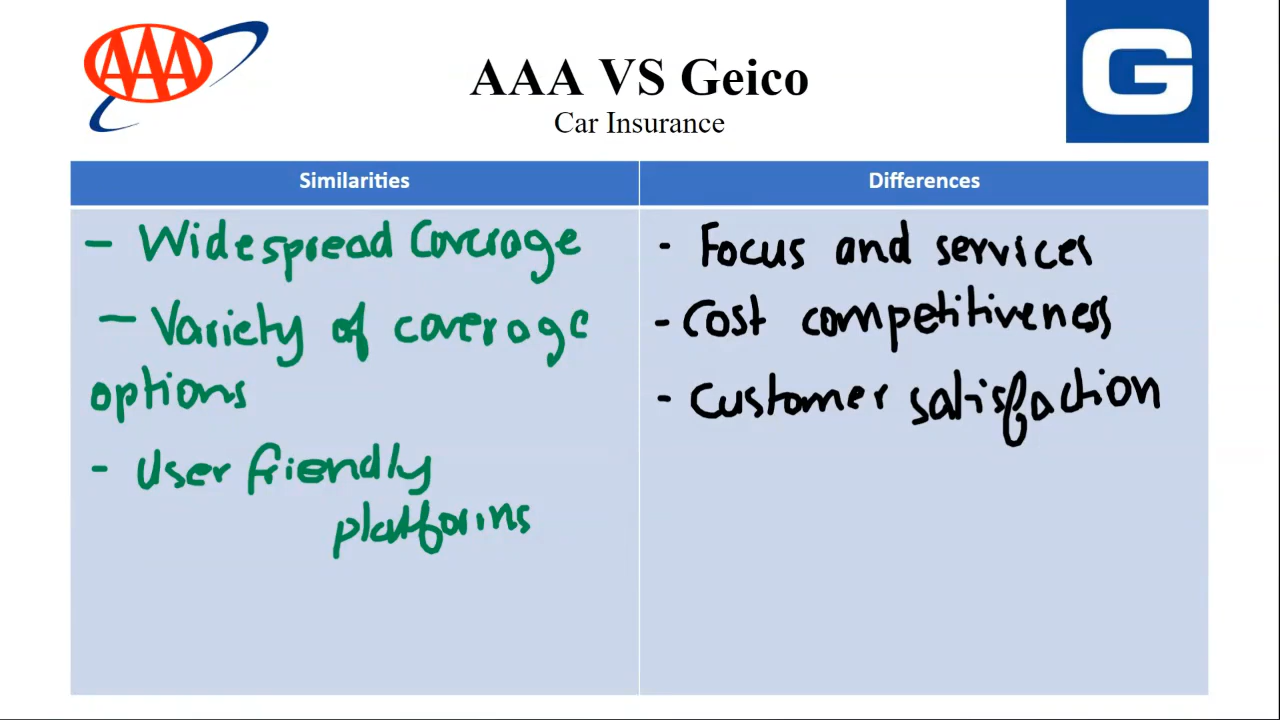 AAA
AAA VS Geico
G
Car Insurance
Similarities
Differences
- Widespread Coverage
- Variety of coverage
options
- User friendly
platforms
- Focus and services
- Cost competitiveness
- Customer satisfaction